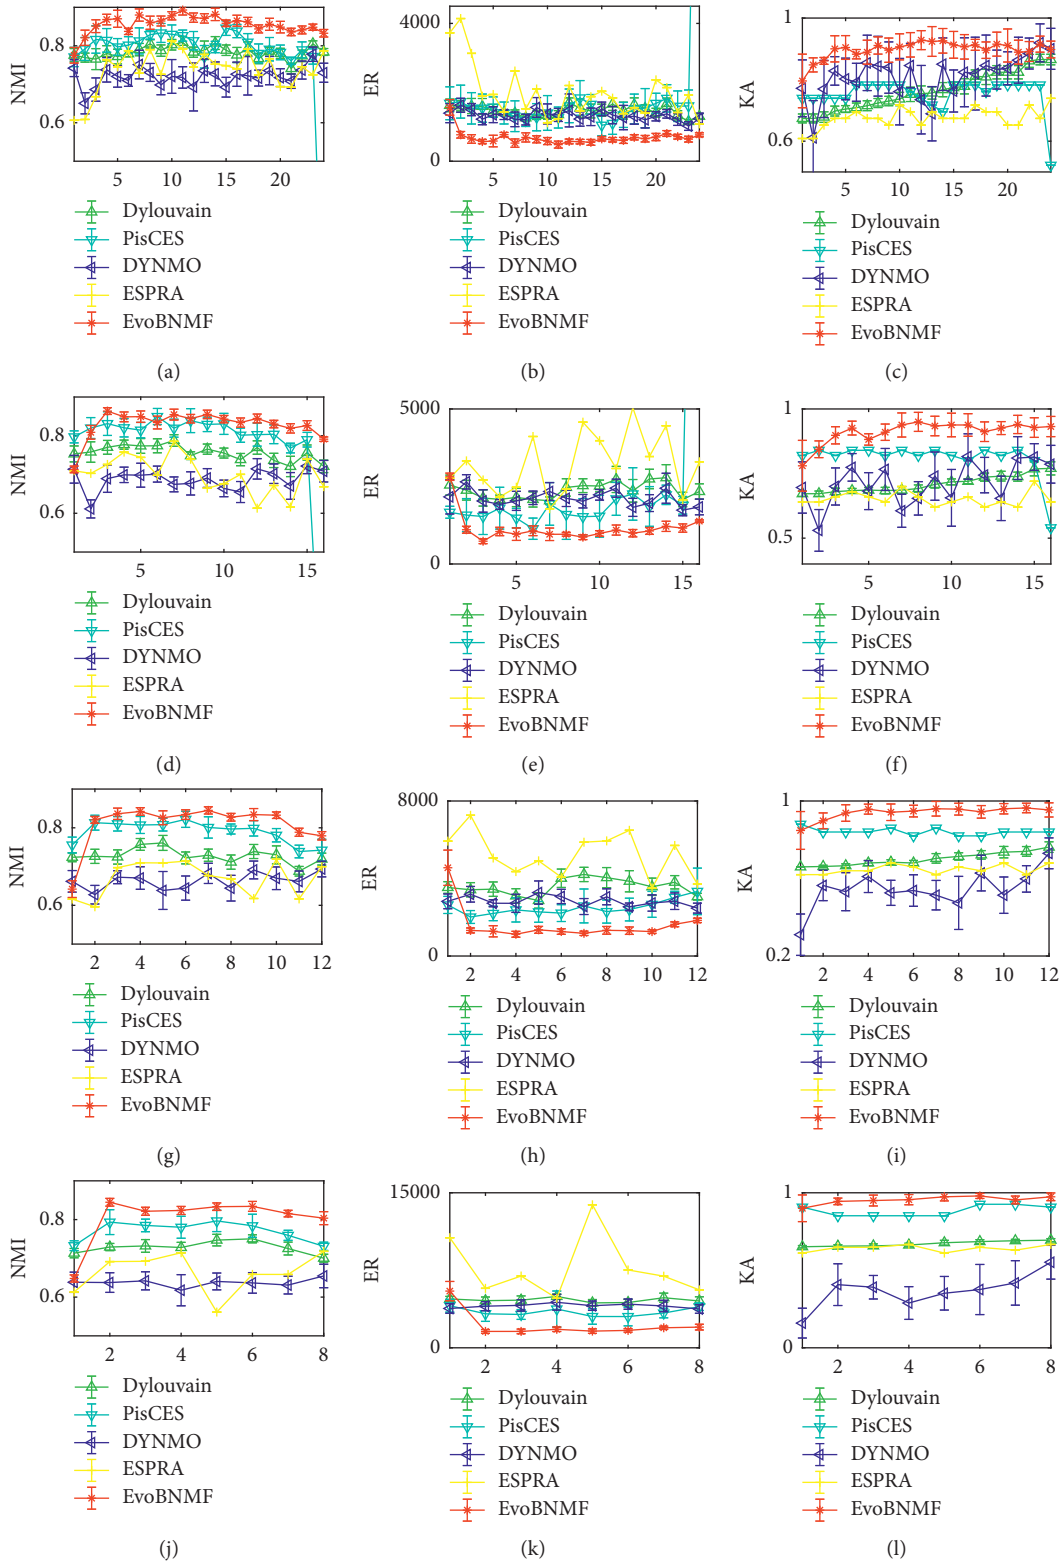 NMI
0.8
0.6
5
10
15
20
Dylouvain
PisCES
DYNMO
ESPRA
EvoBNMF
(a)
ER
4000
0
5
10
15
20
Dylouvain
PisCES
DYNMO
ESPRA
EvoBNMF
(b)
KA
1
0.6
5
10
15
20
Dylouvain
PisCES
DYNMO
ESPRA
EvoBNMF
(c)
NMI
0.8
0.6
5
10
15
Dylouvain
PisCES
DYNMO
ESPRA
EvoBNMF
(d)
ER
5000
0
5
10
15
Dylouvain
PisCES
DYNMO
ESPRA
EvoBNMF
(e)
KA
1
0.5
5
10
15
Dylouvain
PisCES
DYNMO
ESPRA
EvoBNMF
(f)
NMI
0.8
0.6
2
4
6
8
10
12
Dylouvain
PisCES
DYNMO
ESPRA
EvoBNMF
(g)
ER
8000
0
2
4
6
8
10
12
Dylouvain
PisCES
DYNMO
ESPRA
EvoBNMF
(h)
KA
1
0.2
2
4
6
8
10
12
Dylouvain
PisCES
DYNMO
ESPRA
EvoBNMF
(i)
NMI
0.8
0.6
2
4
6
8
Dylouvain
PisCES
DYNMO
ESPRA
EvoBNMF
(j)
ER
15000
0
2
4
6
8
Dylouvain
PisCES
DYNMO
ESPRA
EvoBNMF
(k)
KA
1
0
2
4
6
8
Dylouvain
PisCES
DYNMO
ESPRA
EvoBNMF
(l)